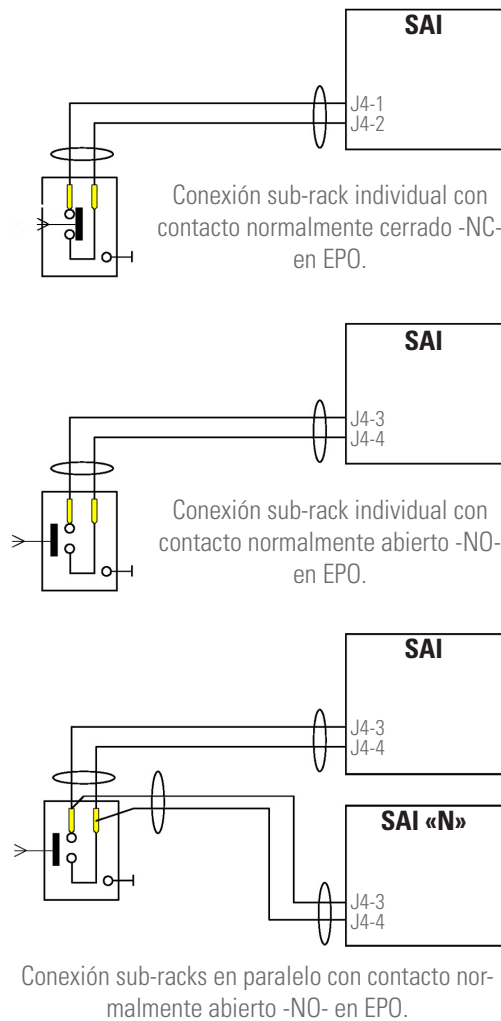 SAI
J4-1
J4-2
Conexión sub-rack individual con
contacto normalmente cerrado -NC-
en EPO.
SAI
J4-3
J4-4
Conexión sub-rack individual con
contacto normalmente abierto -NO-
en EPO.
SAI
J4-3
J4-4
SAI «N»
J4-3
J4-4
Conexión sub-racks en paralelo con contacto nor-
malmente abierto -NO- en EPO.